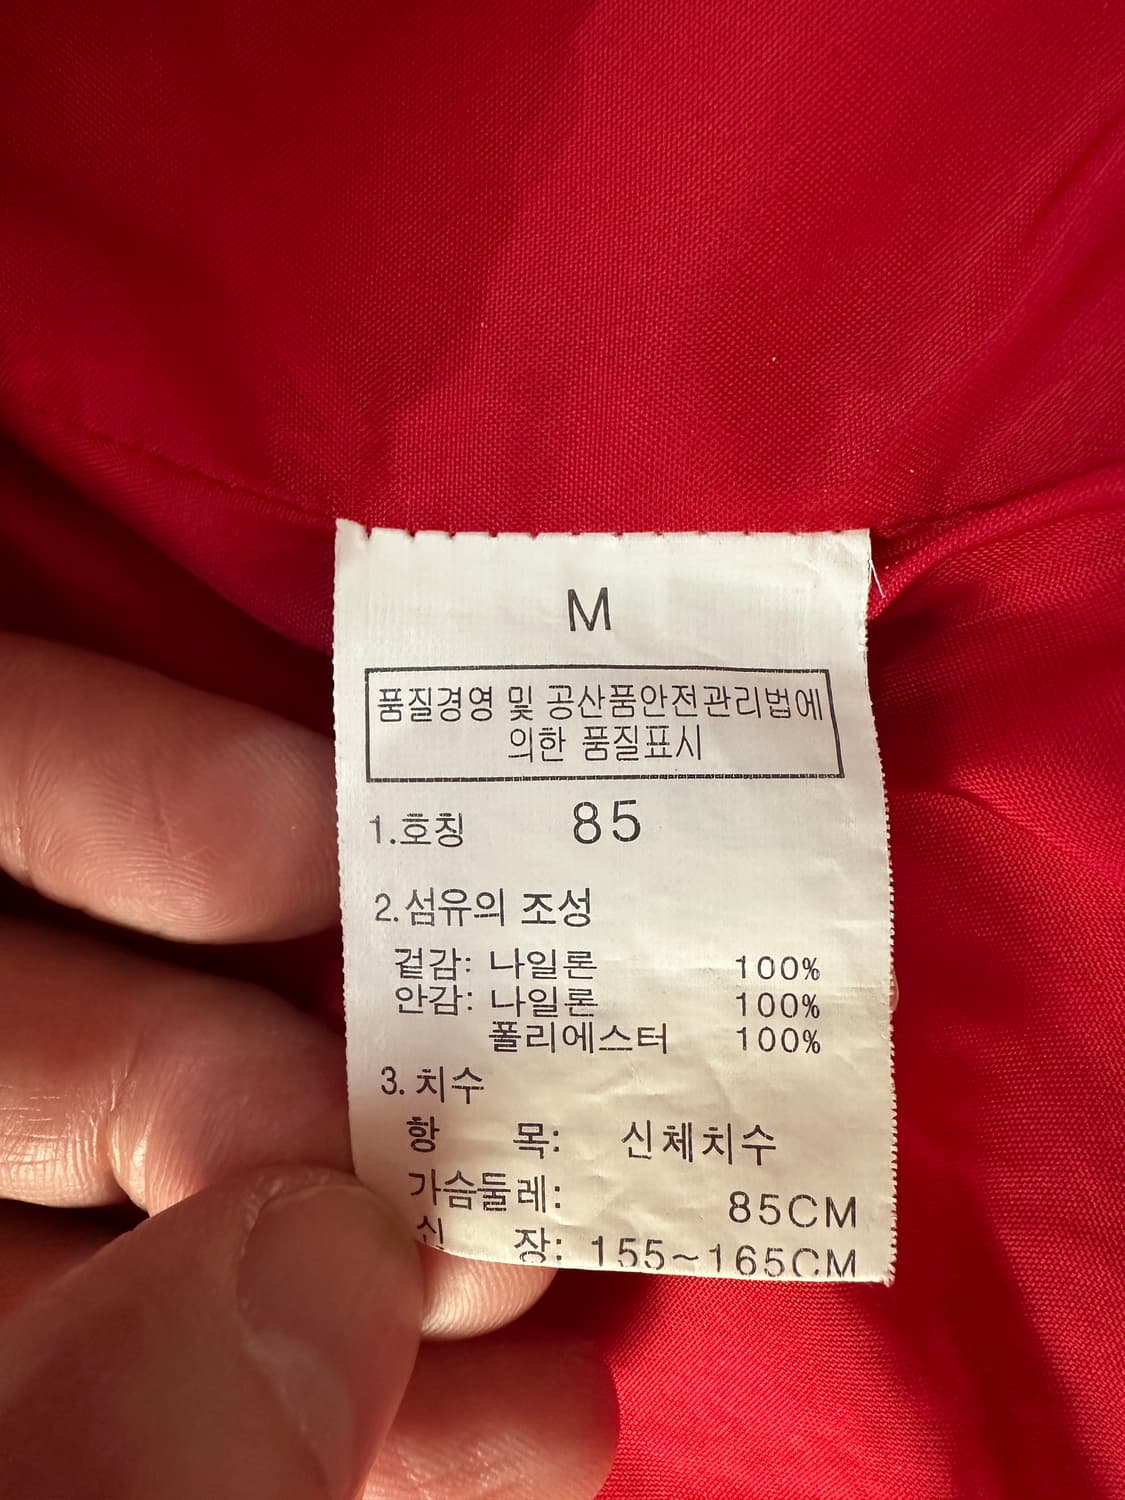 M
품질경영 및 공산품안전관리법에
의한 품질표시
1.호칭 85
2.섬유의 조성
겉감: 나일론 100%
안감: 나일론 100%
폴리에스터 100%
3.치수
항 목: 신체치수
가슴둘레: 85CM
신 장: 155~165CM